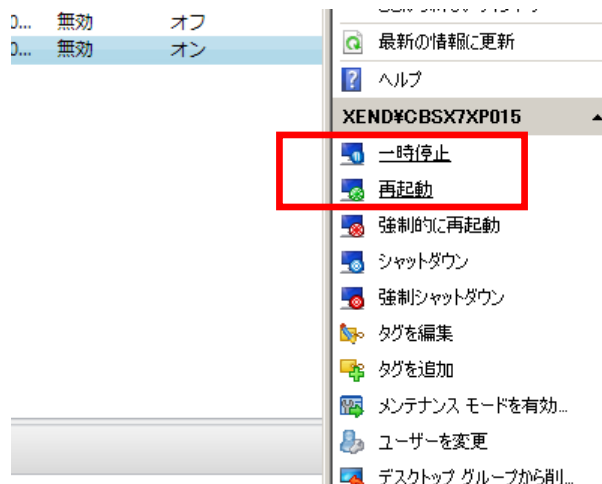 0... 無効 オフ
0... 無効 オン
最新の情報に更新
ヘルプ
XEND¥CBSX7XP015
一時停止
再起動
強制的に再起動
シャットダウン
強制シャットダウン
タグを編集
タグを追加
メンテナンス モードを有効...
ユーザーを変更
デスクトップ グループから削...